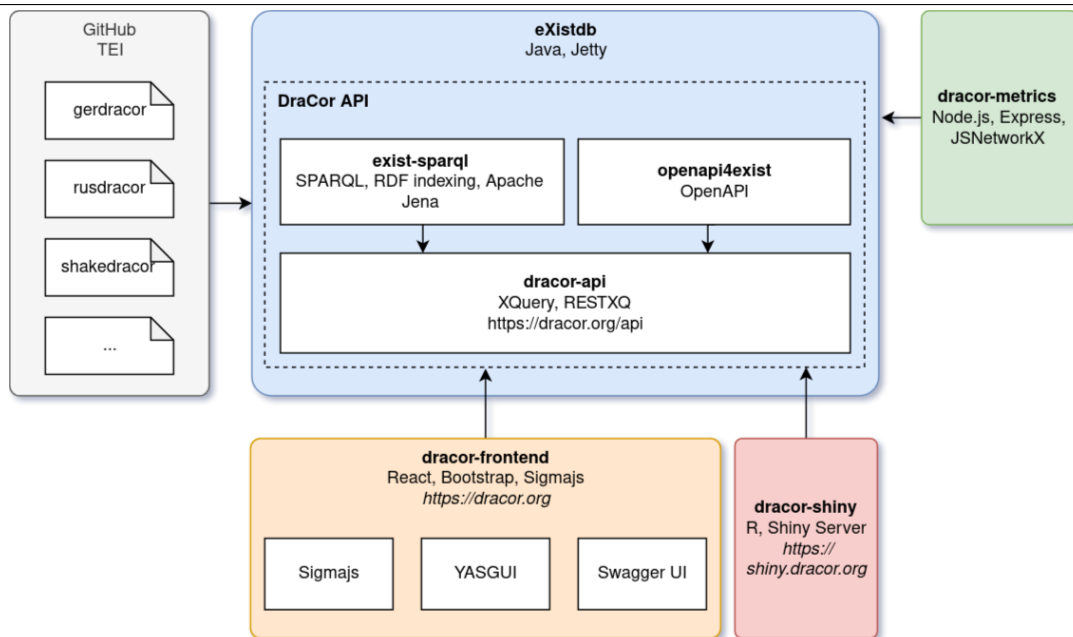 GitHub
TEI
gerdracor
rusdracor
shakedracor
...
eXistdb
Java, Jetty
DraCor API
exist-sparql
SPARQL, RDF indexing, Apache
Jena
openapi4exist
OpenAPI
dracor-api
XQuery, RESTXQ
https://dracor.org/api
dracor-metrics
Node.js, Express,
JSNetworkX
dracor-frontend
React, Bootstrap, Sigmajs
https://dracor.org
Sigmajs
YASGUI
Swagger UI
dracor-shiny
R, Shiny Server
https://
shiny.dracor.org